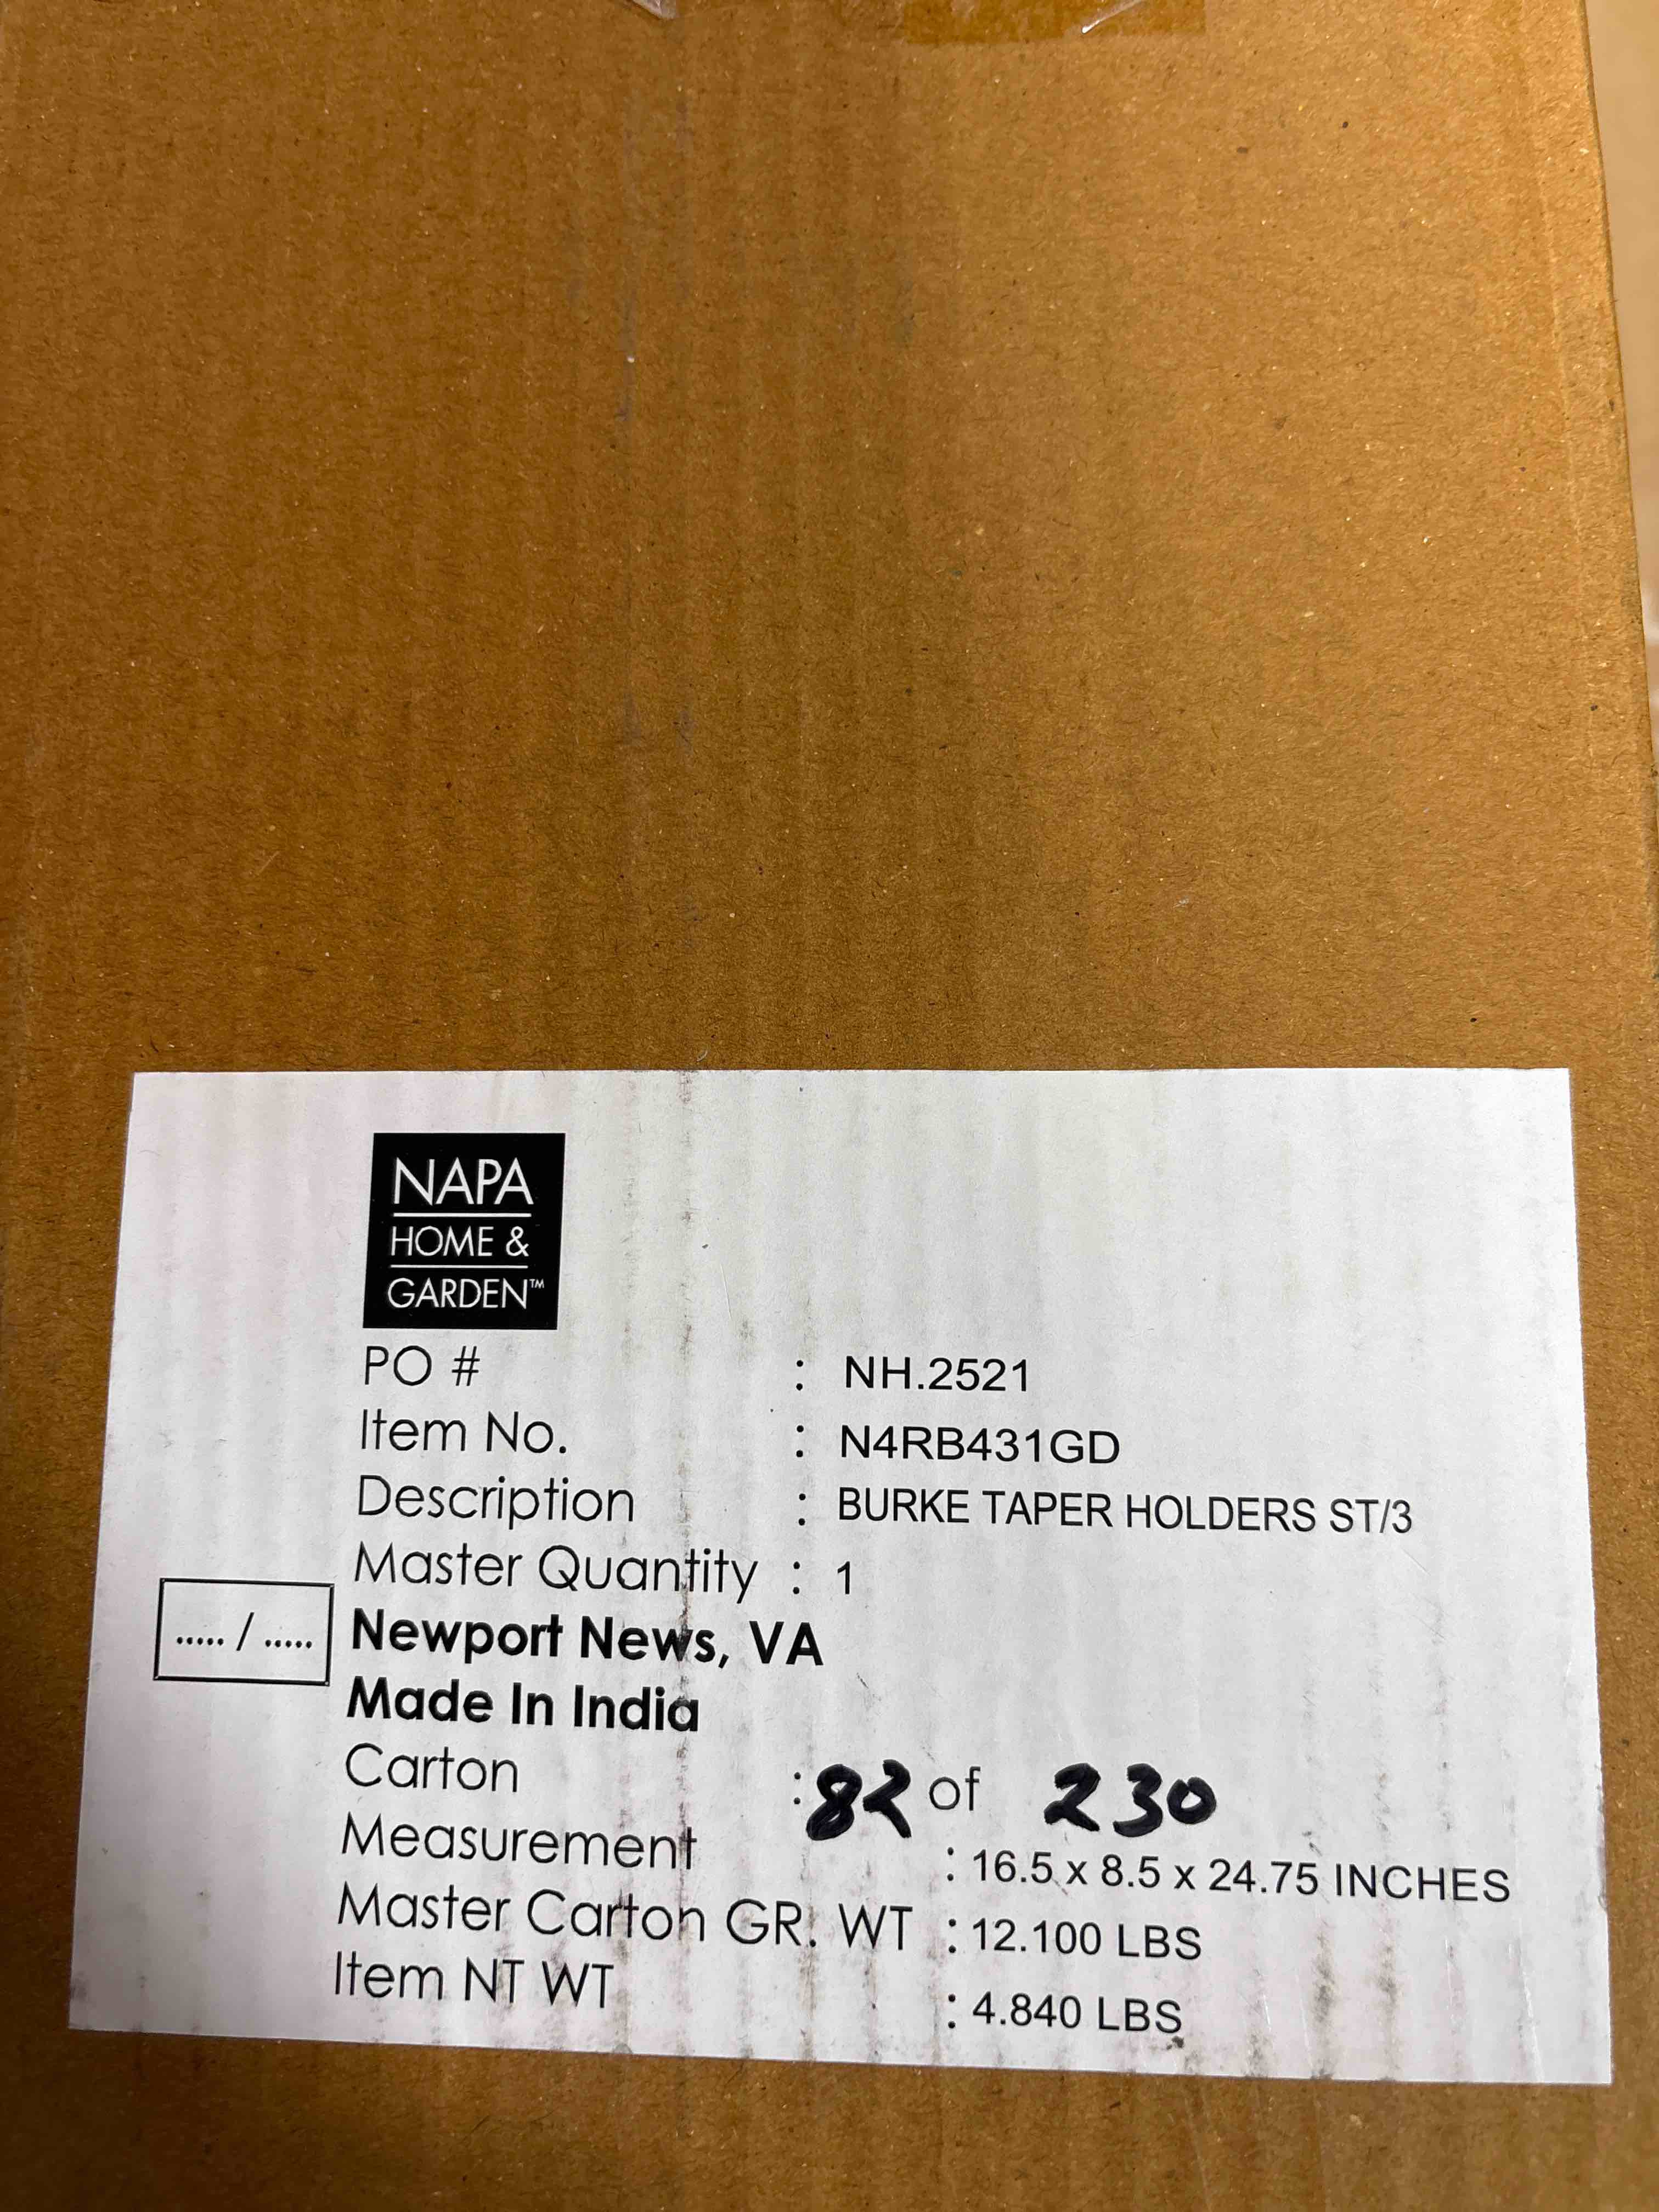 NAPA
HOME &
GARDEN™
PO # : NH.2521
Item No. : N4RB431GD
Description : BURKE TAPER HOLDERS ST/3
Master Quantity : 1
..... / ..... Newport News, VA
Made In India
Carton : 82 of 230
Measurement : 16.5 x 8.5 x 24.75 INCHES
Master Carton GR. WT : 12.100 LBS
Item NT WT : 4.840 LBS